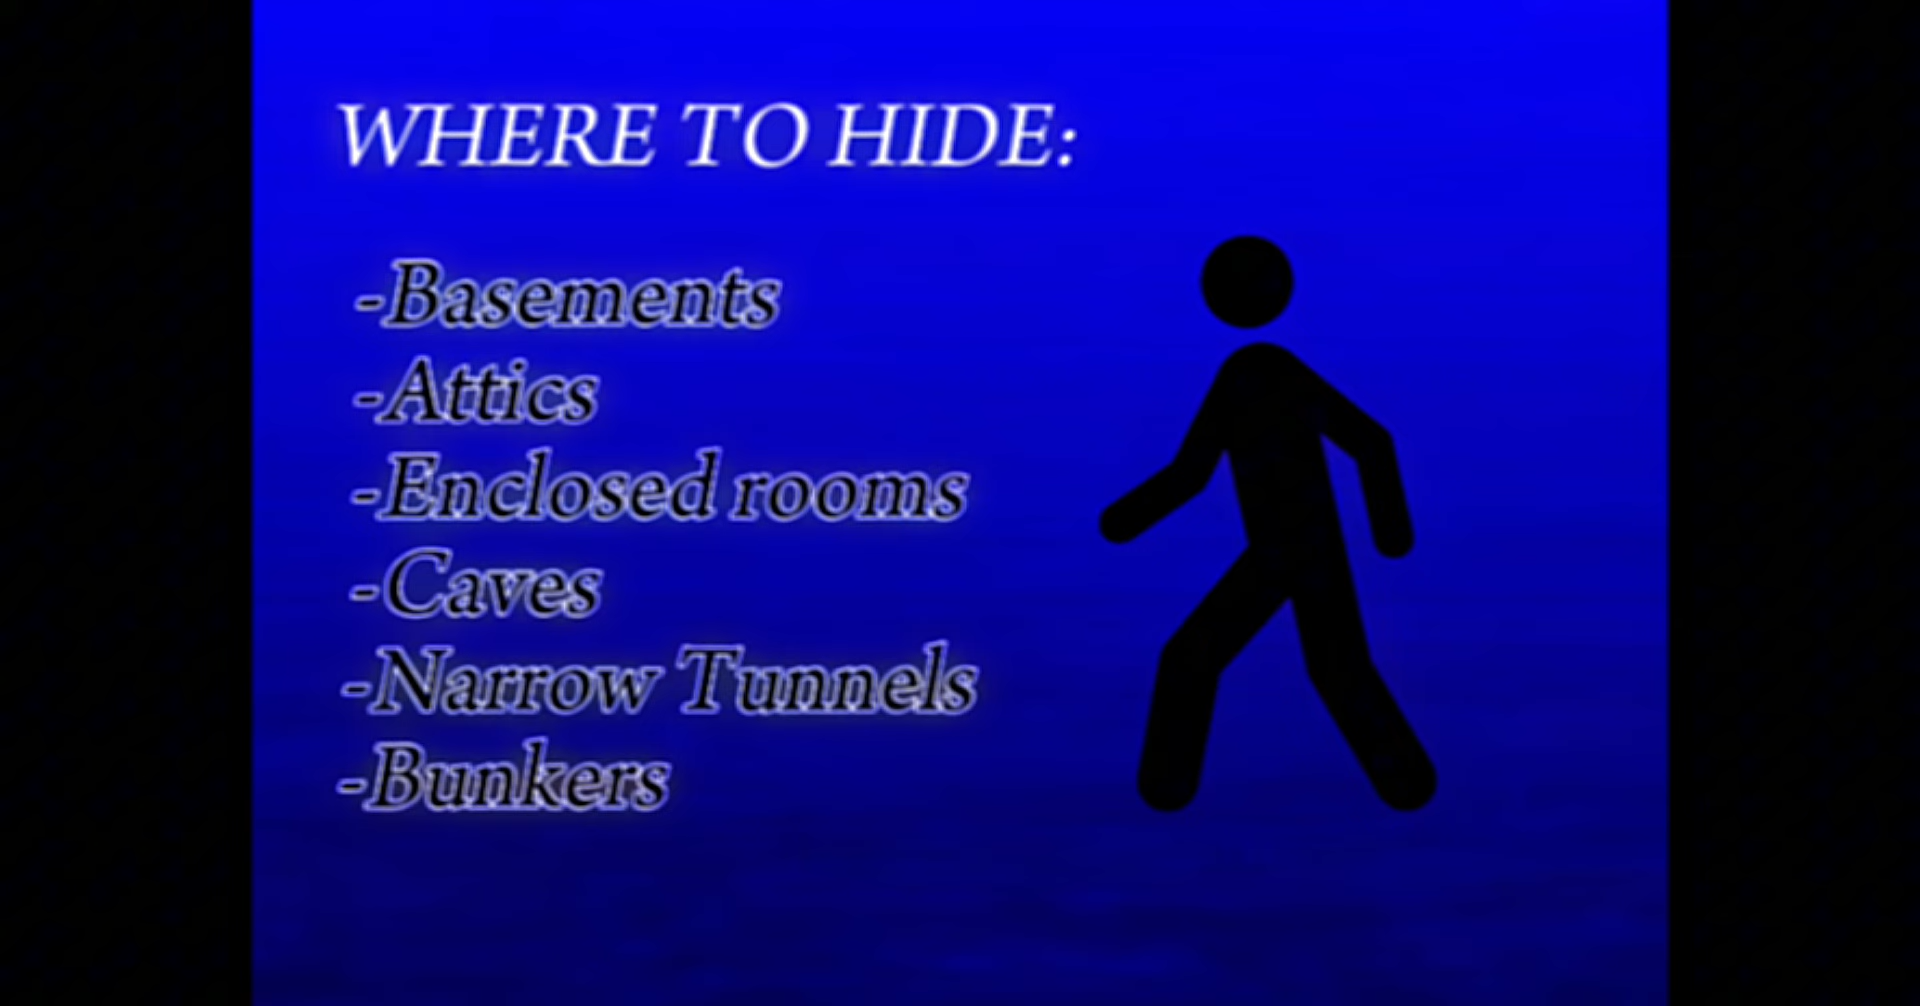 WHERE TO HIDE:
-Basements
-Attics
-Enclosed rooms
-Caves
-Narrow Tunnels
-Bunkers